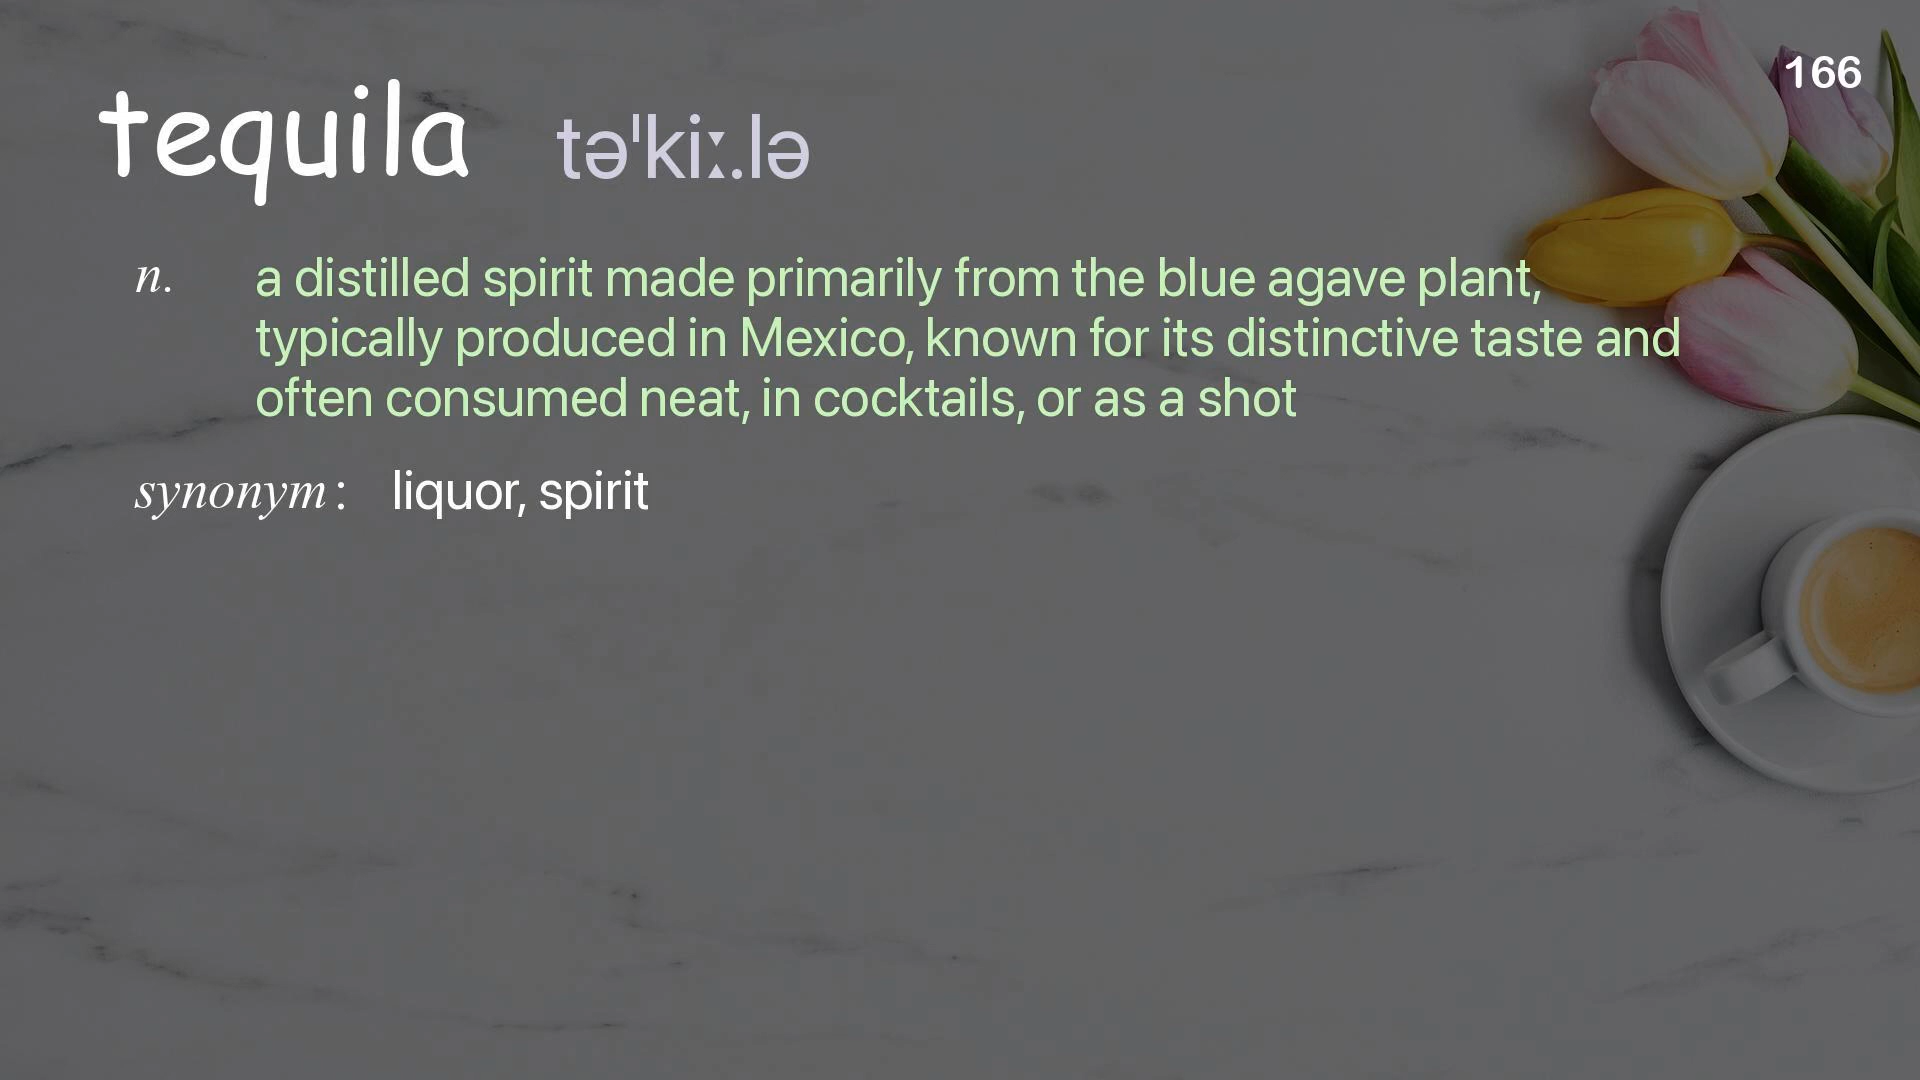 166
tequila təˈkiː.lə
n. a distilled spirit made primarily from the blue agave plant,
typically produced in Mexico, known for its distinctive taste and
often consumed neat, in cocktails, or as a shot
synonym: liquor, spirit